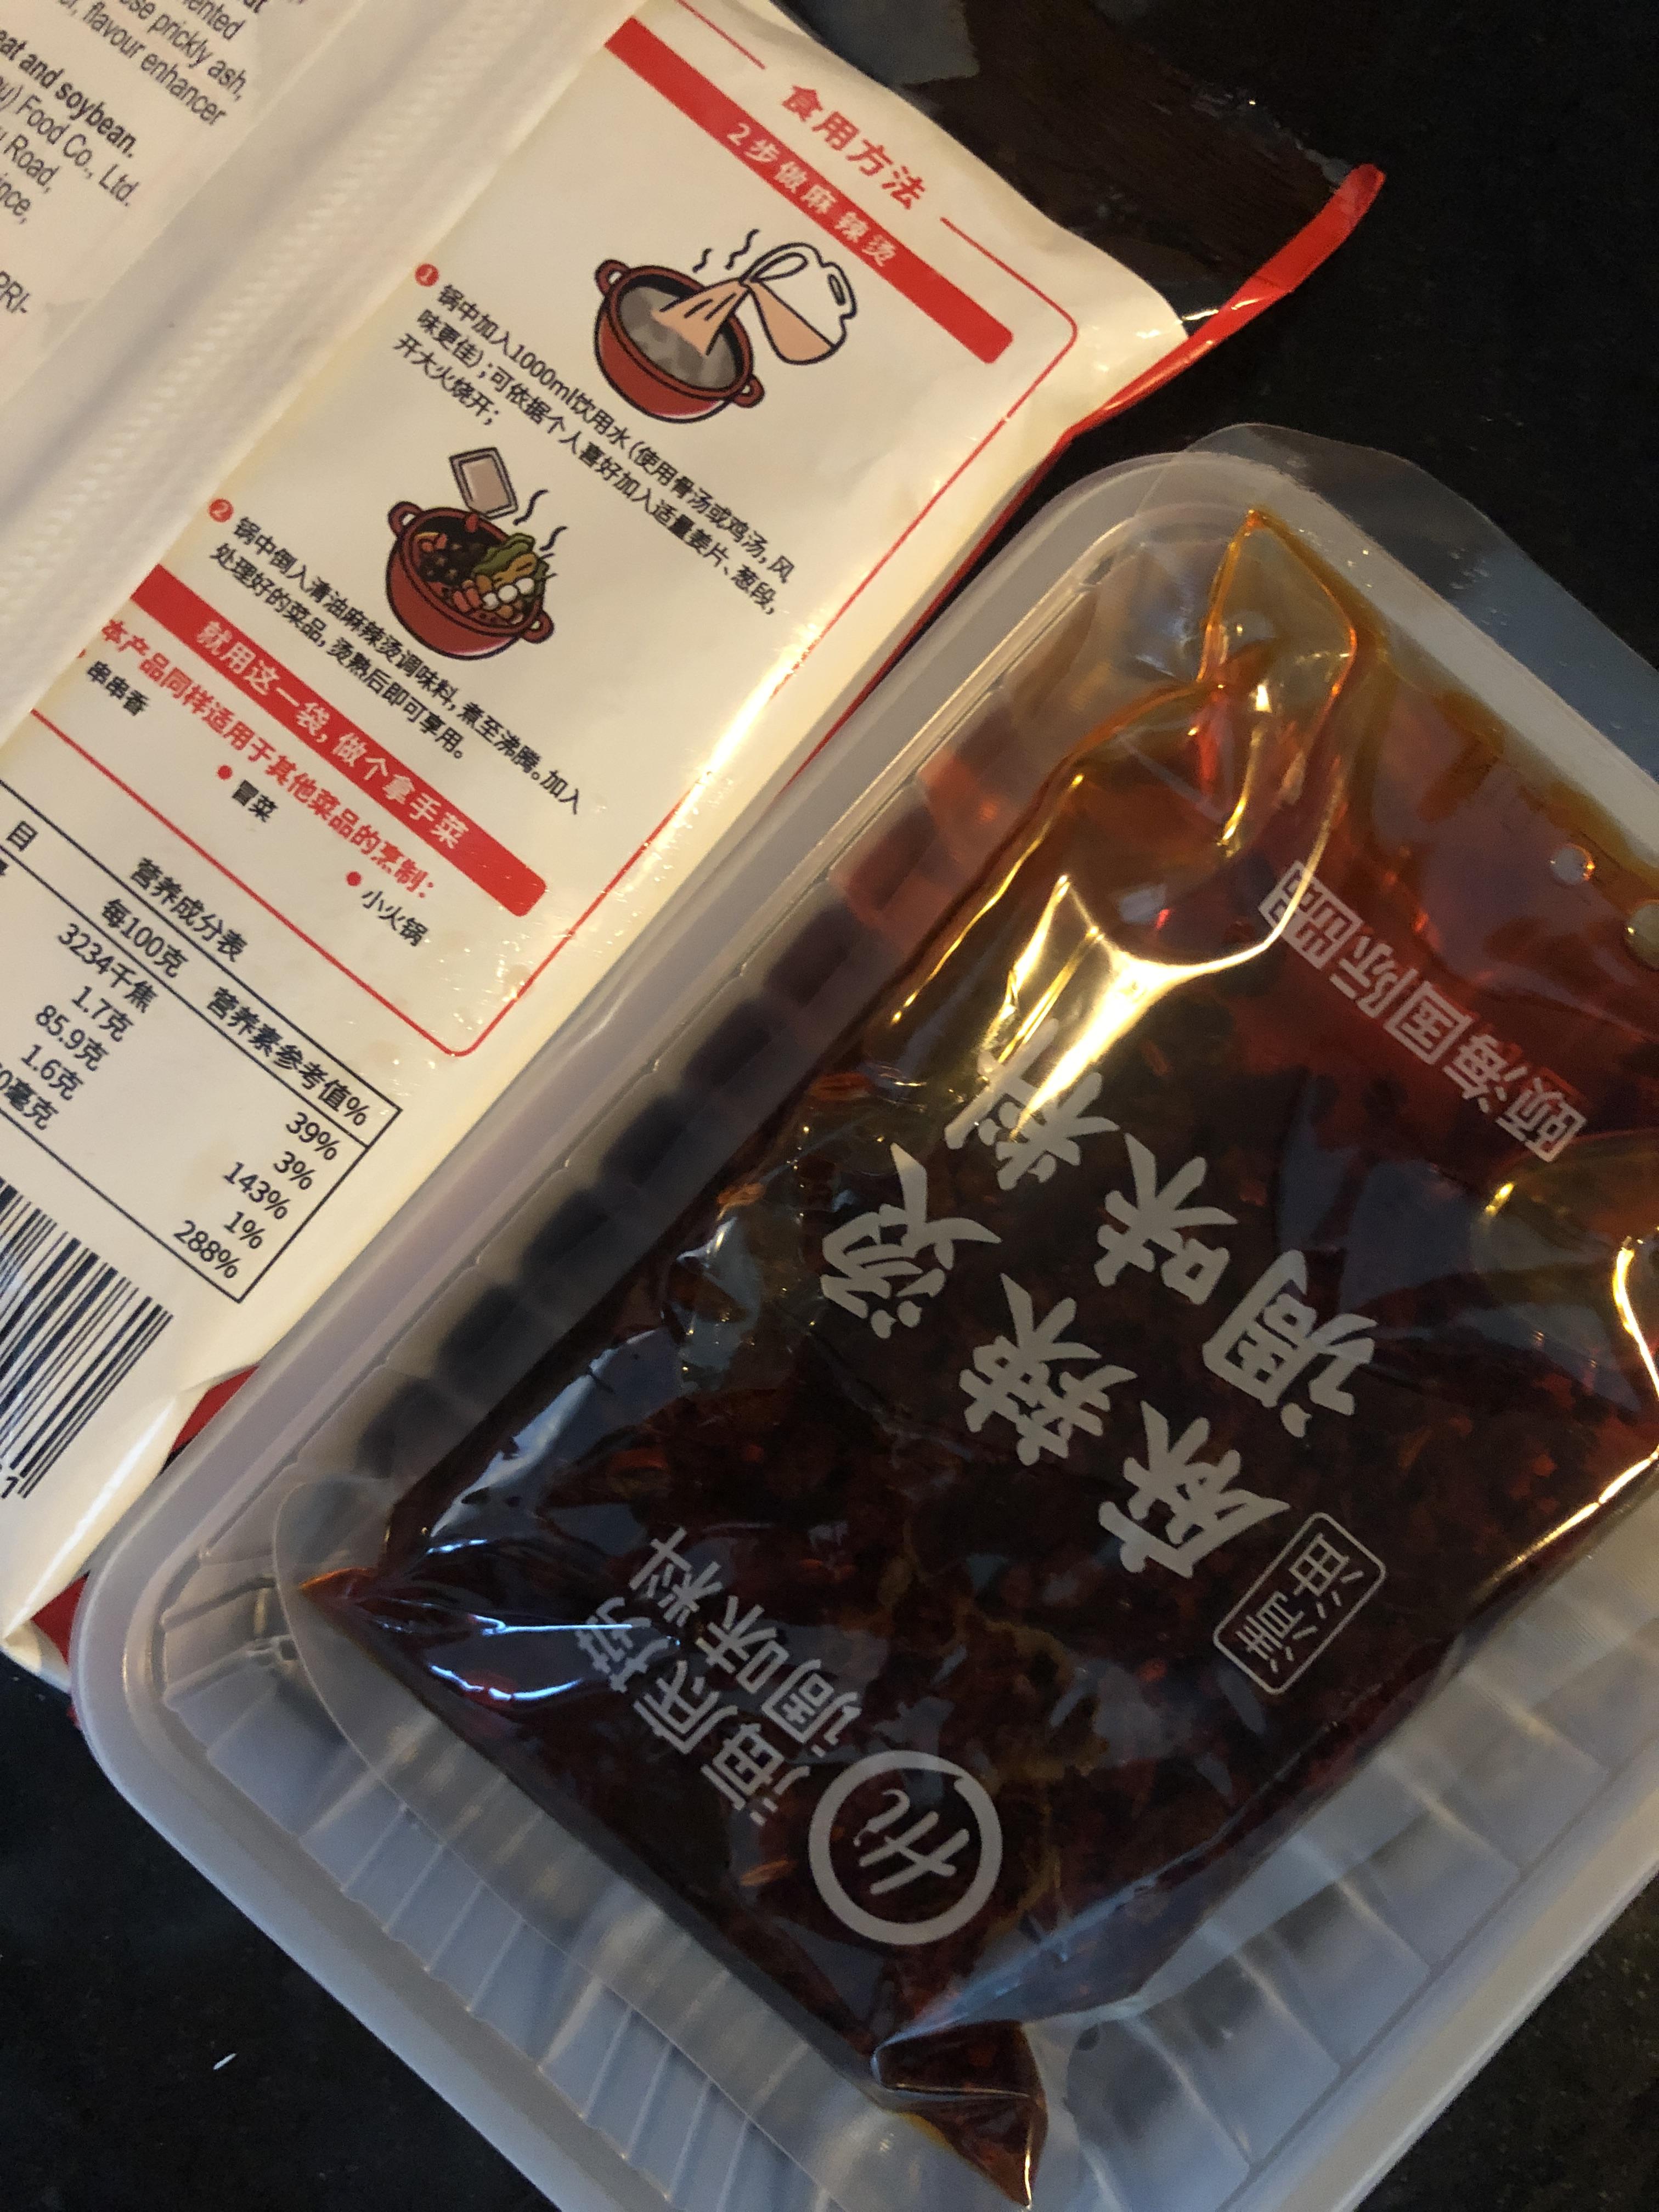 nented
se prickly ash,
flavour enhancer
eat and soybean.
Food Co., Ltd.
Road,
PRI-
食用方法
2步做麻辣烫
1 锅中加入1000ml饮用水(使用骨汤或鸡汤,风
味更佳);可依据个人喜好加入适量姜片、葱段,
开大火烧开;
2 锅中倒入清油麻辣烫调味料,煮至沸腾。加入
处理好的菜品,烫熟后即可享用。
就用这一袋,做个拿手菜
本产品同样适用于其他菜品的烹制:
串串香
冒菜
小火锅
营养成分表
目 每100克 营养素参考值%
3234千焦 39%
1.7克 3%
85.9克 143%
1.6克 1%
0毫克 288%
1
Hi
海底捞
调味料
清油
麻辣烫
调味料
颐海国际出品